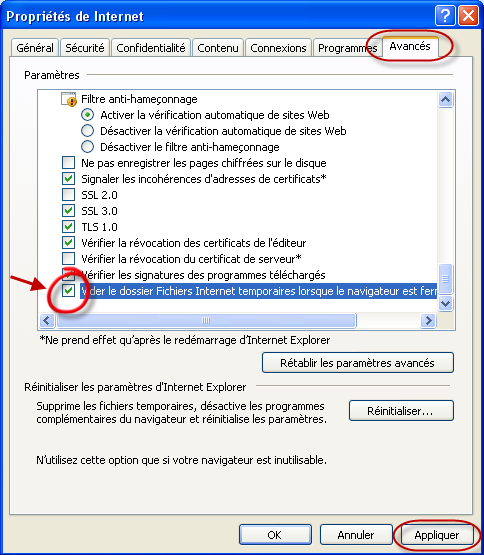 Propriétés de Internet
Général Sécurité Confidentialité Contenu Connexions Programmes Avancés
Paramètres
Filtre anti-hameçonnage
Activer la vérification automatique de sites Web
Désactiver la vérification automatique de sites Web
Désactiver le filtre anti-hameçonnage
Ne pas enregistrer les pages chiffrées sur le disque
Signaler les incohérences d'adresses de certificats*
SSL 2.0
SSL 3.0
TLS 1.0
Vérifier la révocation des certificats de l'éditeur
Vérifier la révocation du certificat de serveur*
Vérifier les signatures des programmes téléchargés
Vider le dossier Fichiers Internet temporaires lorsque le navigateur est ferm
*Ne prend effet qu'après le redémarrage d'Internet Explorer
Rétablir les paramètres avancés
Réinitialiser les paramètres d'Internet Explorer
Supprime les fichiers temporaires, désactive les programmes
complémentaires du navigateur et réinitialise les paramètres.
Réinitialiser...
N'utilisez cette option que si votre navigateur est inutilisable.
OK Annuler Appliquer